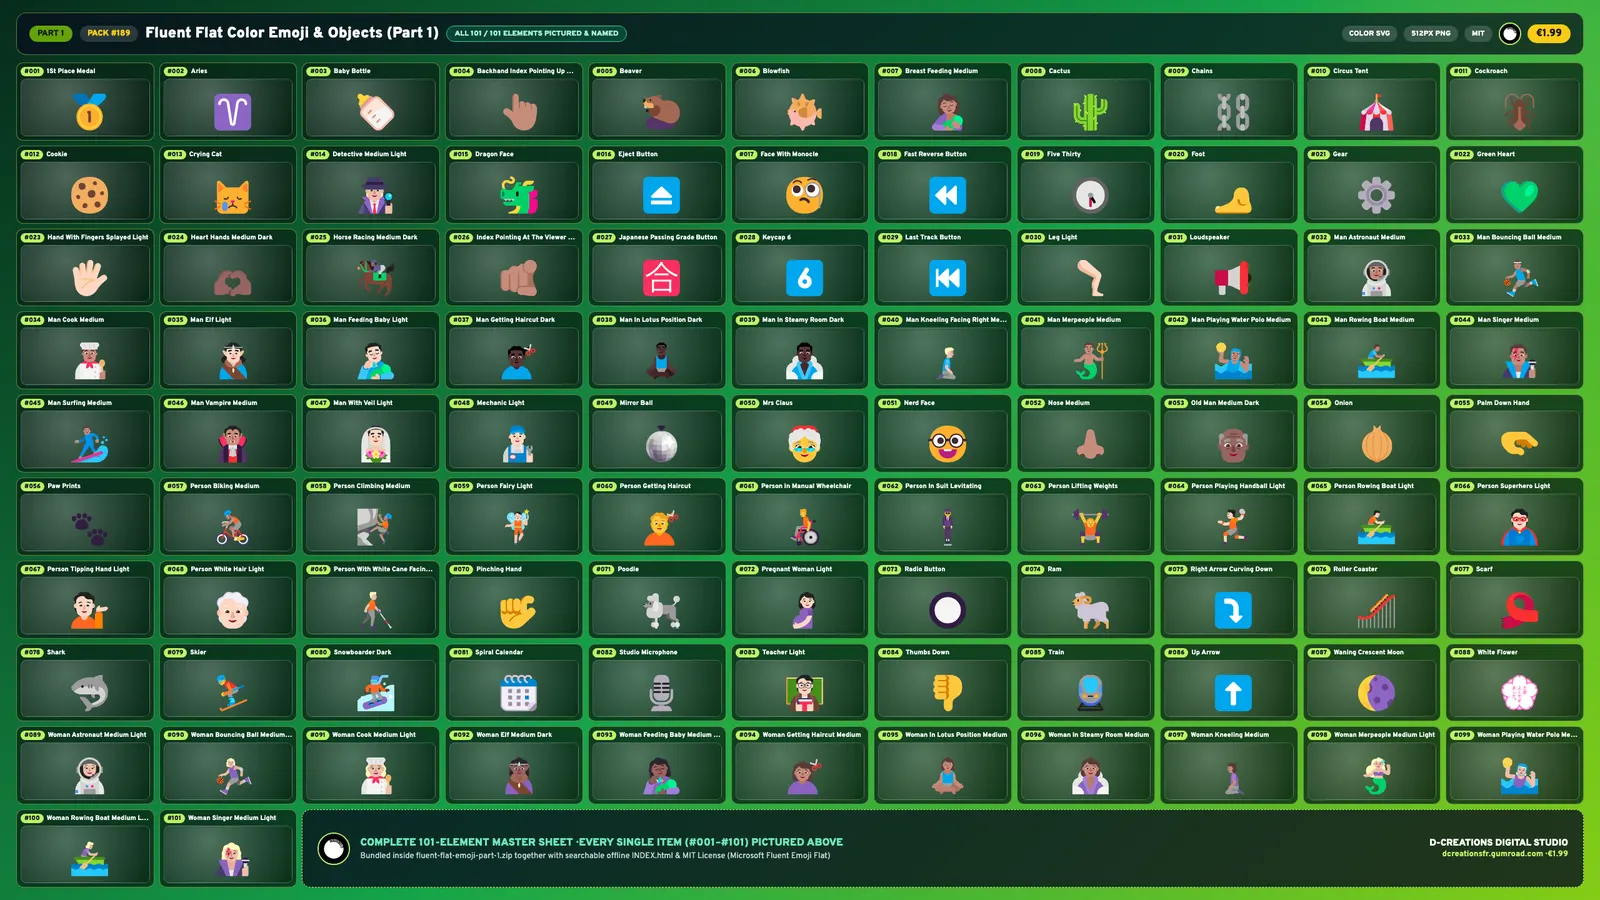 PART 1
PACK #189
Fluent Flat Color Emoji & Objects (Part 1)
ALL 101 / 101 ELEMENTS PICTURED & NAMED
COLOR SVG
512PX PNG
MIT
€1.99
#001 1St Place Medal
#002 Aries
#003 Baby Bottle
#004 Backhand Index Pointing Up ...
#005 Beaver
#006 Blowfish
#007 Breast Feeding Medium
#008 Cactus
#009 Chains
#010 Circus Tent
#011 Cockroach
1
#012 Cookie
#013 Crying Cat
#014 Detective Medium Light
#015 Dragon Face
#016 Eject Button
#017 Face With Monocle
#018 Fast Reverse Button
#019 Five Thirty
#020 Foot
#021 Gear
#022 Green Heart
#023 Hand With Fingers Splayed Light
#024 Heart Hands Medium Dark
#025 Horse Racing Medium Dark
#026 Index Pointing At The Viewer ...
#027 Japanese Passing Grade Button
#028 Keycap 6
#029 Last Track Button
#030 Leg Light
#031 Loudspeaker
#032 Man Astronaut Medium
#033 Man Bouncing Ball Medium
合
6
#034 Man Cook Medium
#035 Man Elf Light
#036 Man Feeding Baby Light
#037 Man Getting Haircut Dark
#038 Man In Lotus Position Dark
#039 Man In Steamy Room Dark
#040 Man Kneeling Facing Right Me...
#041 Man Merpeople Medium
#042 Man Playing Water Polo Medium
#043 Man Rowing Boat Medium
#044 Man Singer Medium
#045 Man Surfing Medium
#046 Man Vampire Medium
#047 Man With Veil Light
#048 Mechanic Light
#049 Mirror Ball
#050 Mrs Claus
#051 Nerd Face
#052 Nose Medium
#053 Old Man Medium Dark
#054 Onion
#055 Palm Down Hand
#056 Paw Prints
#057 Person Biking Medium
#058 Person Climbing Medium
#059 Person Fairy Light
#060 Person Getting Haircut
#061 Person In Manual Wheelchair
#062 Person In Suit Levitating
#063 Person Lifting Weights
#064 Person Playing Handball Light
#065 Person Rowing Boat Light
#066 Person Superhero Light
#067 Person Tipping Hand Light
#068 Person White Hair Light
#069 Person With White Cane Facin...
#070 Pinching Hand
#071 Poodle
#072 Pregnant Woman Light
#073 Radio Button
#074 Ram
#075 Right Arrow Curving Down
#076 Roller Coaster
#077 Scarf
#078 Shark
#079 Skier
#080 Snowboarder Dark
#081 Spiral Calendar
#082 Studio Microphone
#083 Teacher Light
#084 Thumbs Down
#085 Train
#086 Up Arrow
#087 Waning Crescent Moon
#088 White Flower
#089 Woman Astronaut Medium Light
#090 Woman Bouncing Ball Medium...
#091 Woman Cook Medium Light
#092 Woman Elf Medium Dark
#093 Woman Feeding Baby Medium ...
#094 Woman Getting Haircut Medium
#095 Woman In Lotus Position Medium
#096 Woman In Steamy Room Medium
#097 Woman Kneeling Medium
#098 Woman Merpeople Medium Light
#099 Woman Playing Water Polo Me...
#100 Woman Rowing Boat Medium L...
#101 Woman Singer Medium Light
COMPLETE 101-ELEMENT MASTER SHEET · EVERY SINGLE ITEM (#001–#101) PICTURED ABOVE
Bundled inside fluent-flat-emoji-part-1.zip together with searchable offline INDEX.html & MIT License (Microsoft Fluent Emoji Flat)
D-CREATIONS DIGITAL STUDIO
dcreationsfr.gumroad.com · €1.99